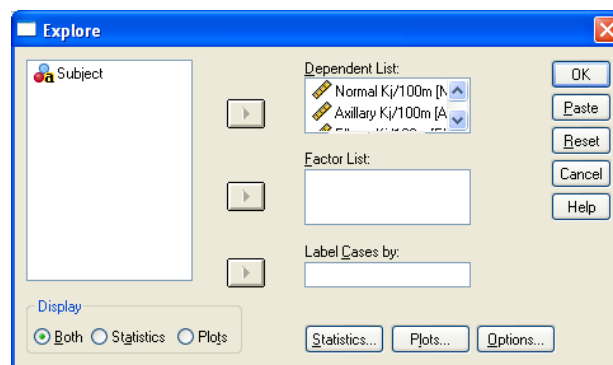 Explore
Subject
Dependent List:
Normal Kj/100m [N
Axillary Kj/100m [A
Factor List:
Label Cases by:
OK
Paste
Reset
Cancel
Help
Display
Both Statistics Plots
Statistics... Plots... Options...